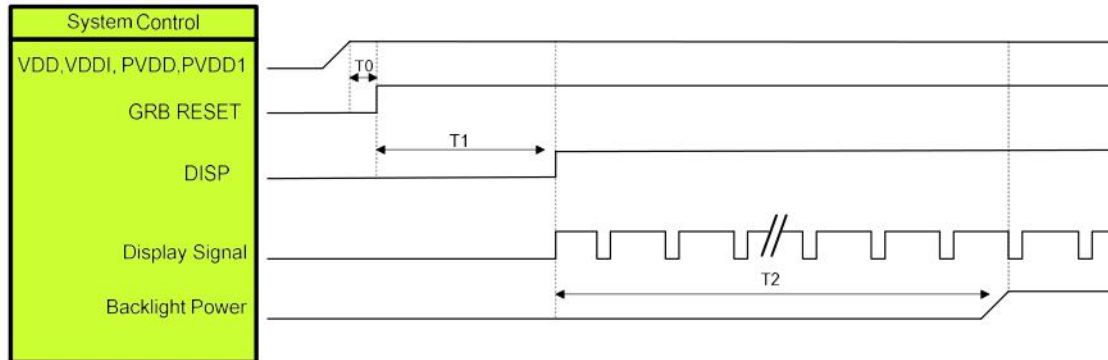 System Control
VDD,VDDI, PVDD,PVDD1
T0
GRB RESET
T1
DISP
Display Signal
T2
Backlight Power